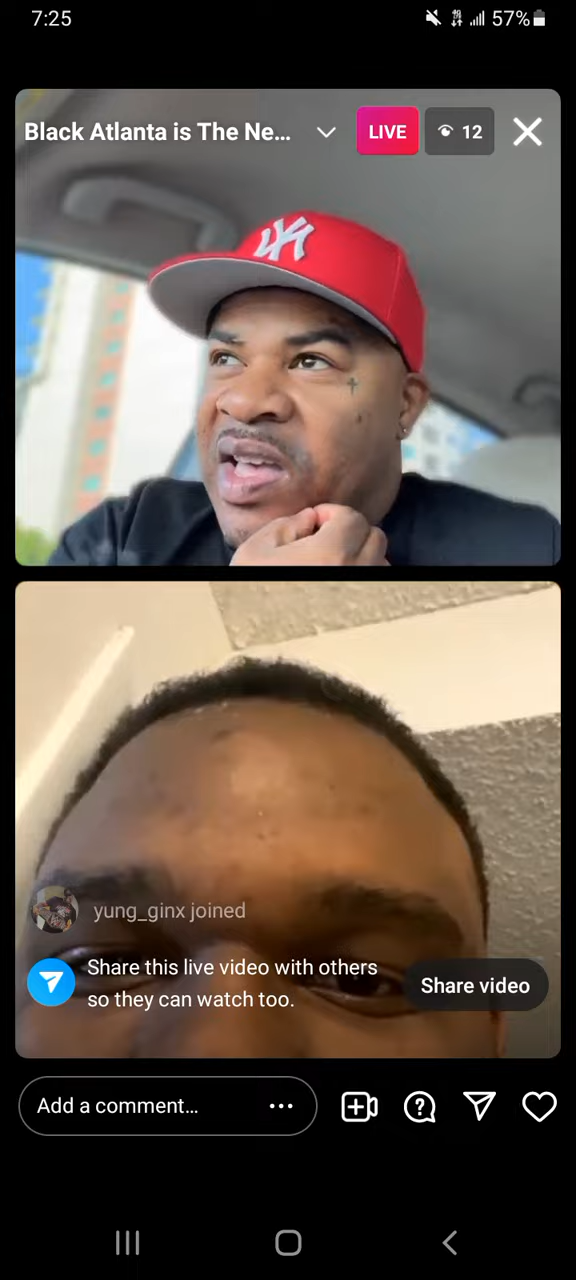 7:25
57%
Black Atlanta is The Ne...
LIVE
12
NY
yung_ginx joined
Share this live video with others
so they can watch too.
Share video
Add a comment...